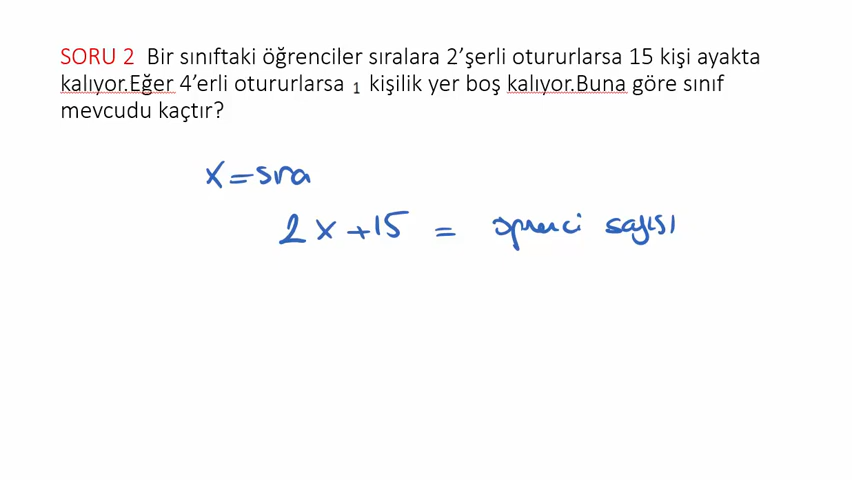 SORU 2 Bir sınıftaki öğrenciler sıralara 2’şerli otururlarsa 15 kişi ayakta
kalıyor.Eğer 4’erli otururlarsa 1 kişilik yer boş kalıyor.Buna göre sınıf
mevcudu kaçtır?
x = sıra
2x + 15 = öğrenci sayısı